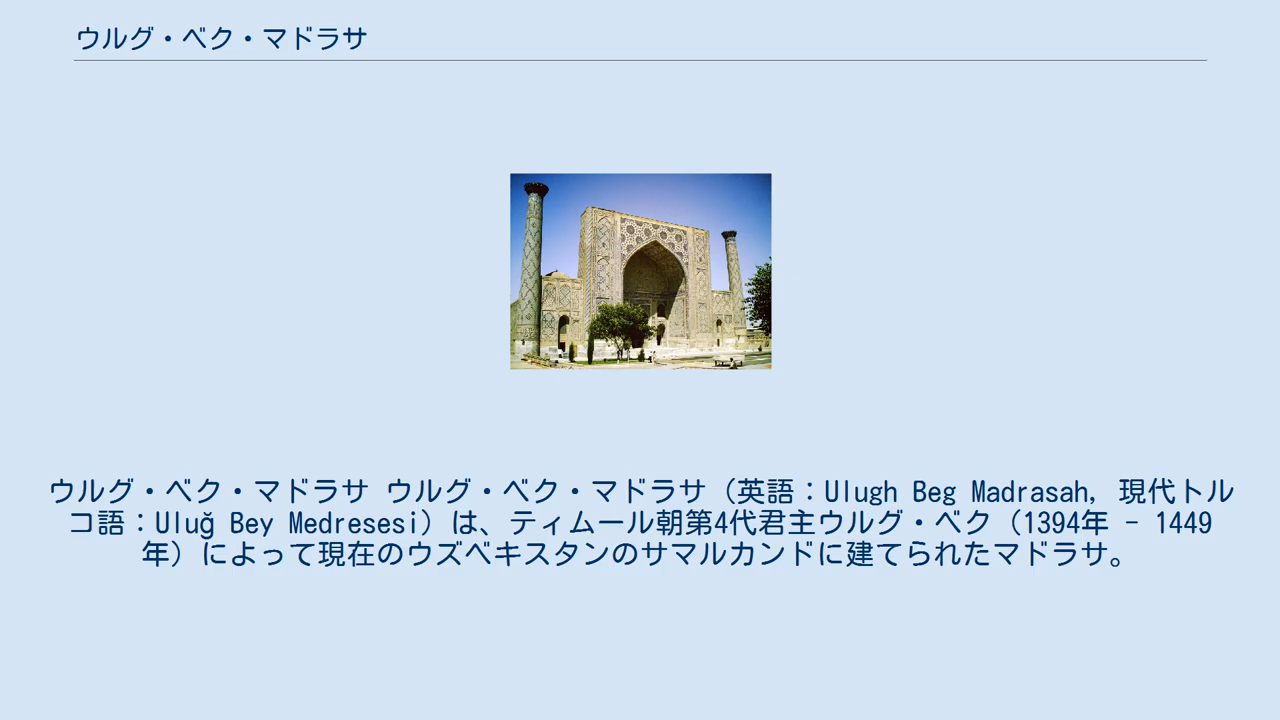 ウルグ・ベク・マドラサ
ウルグ・ベク・マドラサ ウルグ・ベク・マドラサ（英語：Ulugh Beg Madrasah, 現代トル
コ語：Uluğ Bey Medresesi）は、ティムール朝第4代君主ウルグ・ベク（1394年 - 1449
年）によって現在のウズベキスタンのサマルカンドに建てられたマドラサ。